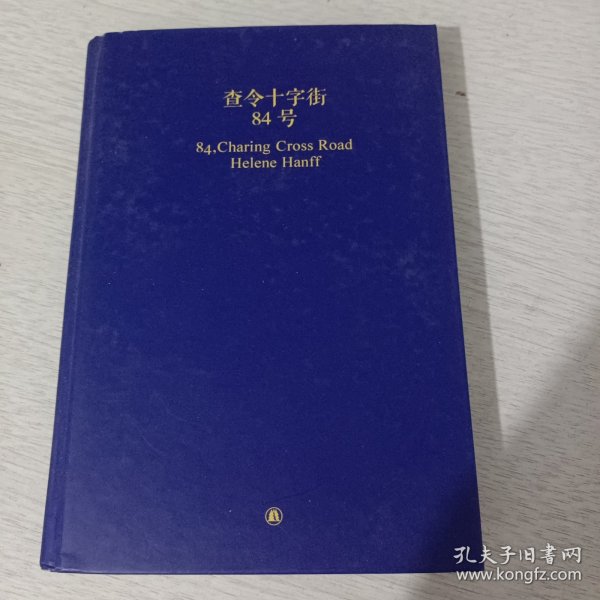 查令十字街
84号
84,Charing Cross Road
Helene Hanff
孔夫子旧书网
www.kongfz.com